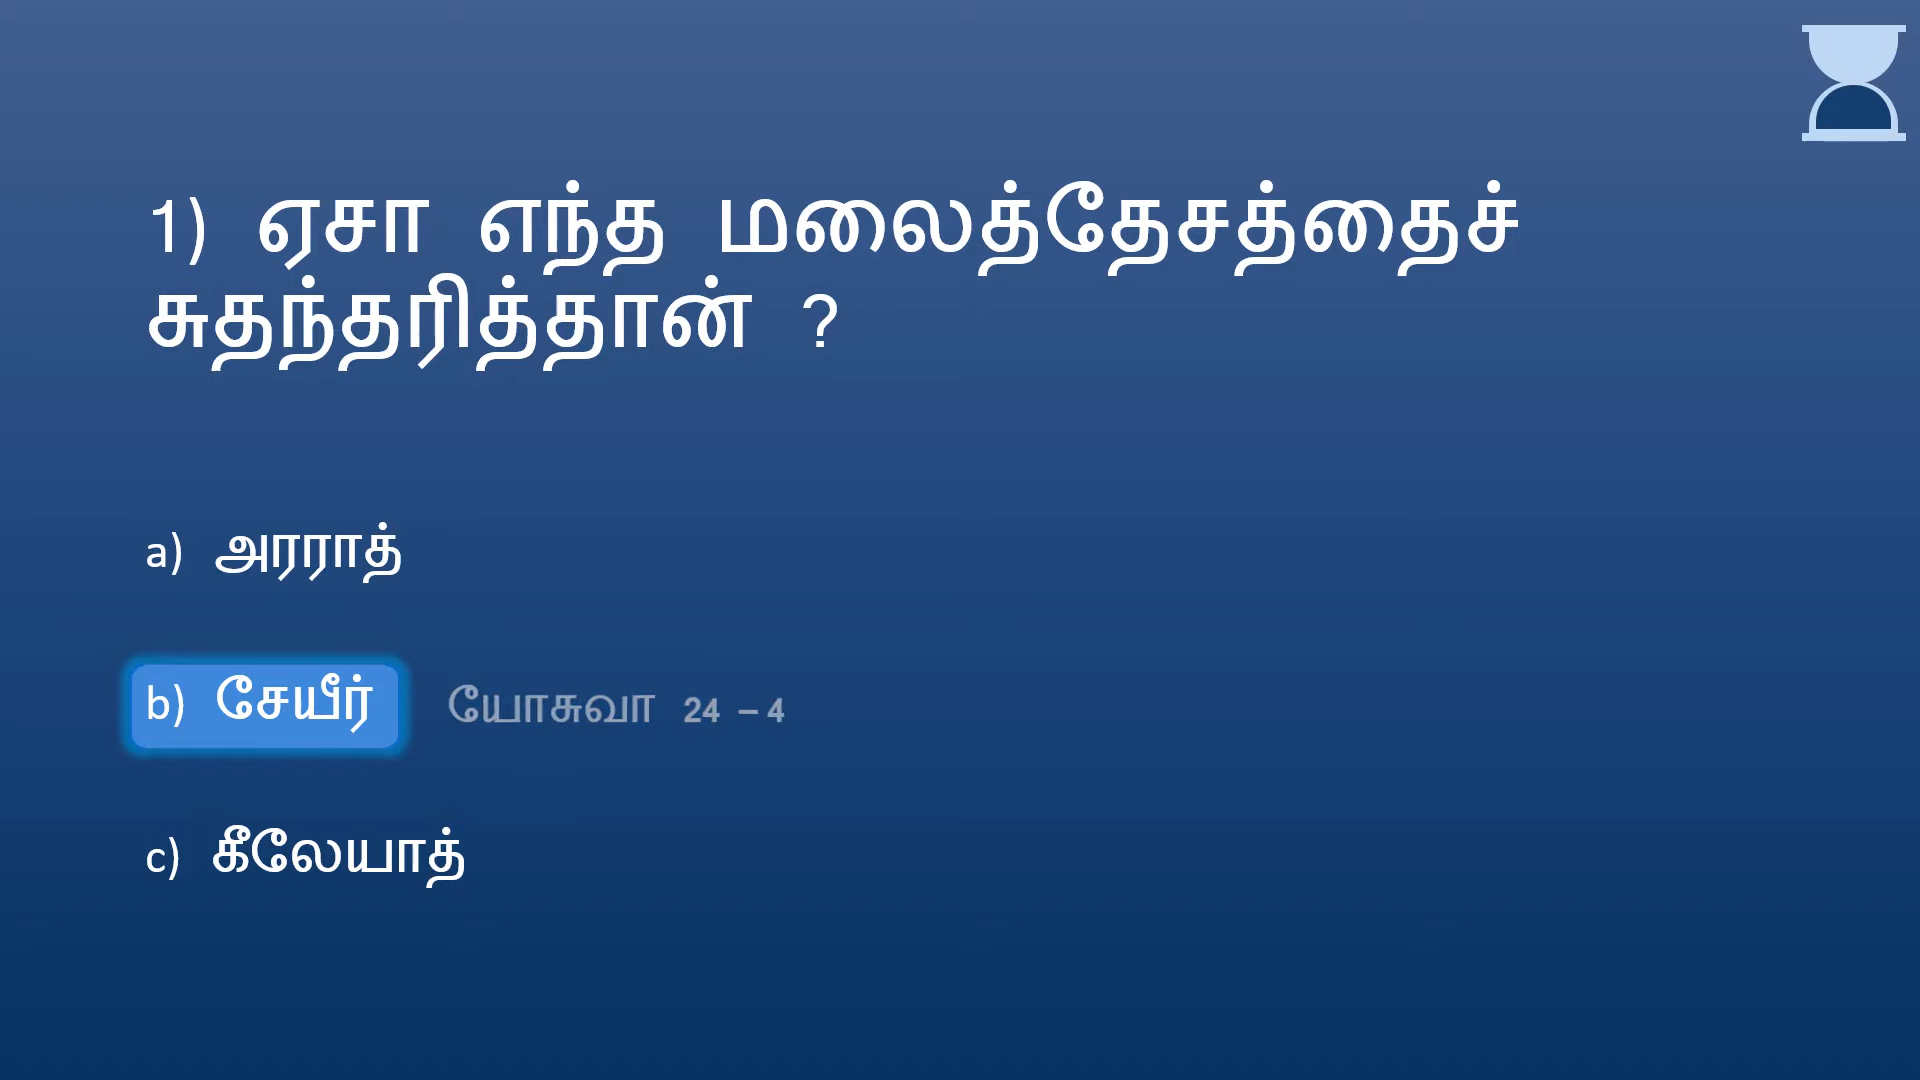 1) ஏசா எந்த மலைத்தேசத்தைச்
சுதந்தரித்தான் ?
a) அரராத்
b) சேயீர் யோசுவா 24 – 4
c) கீலேயாத்